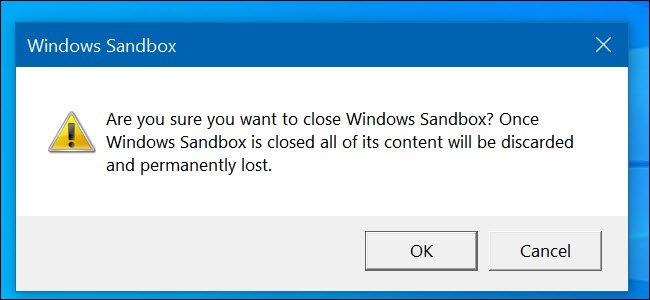 Windows Sandbox
Are you sure you want to close Windows Sandbox? Once
Windows Sandbox is closed all of its content will be discarded
and permanently lost.
OK
Cancel